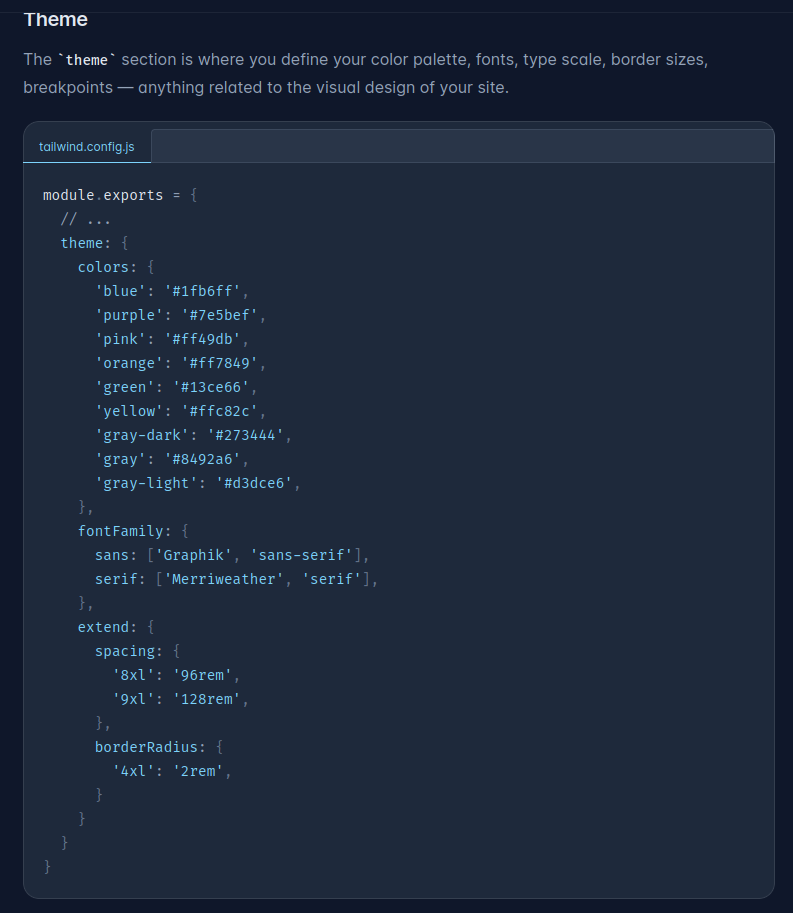 Theme
The `theme` section is where you define your color palette, fonts, type scale, border sizes,
breakpoints — anything related to the visual design of your site.
tailwind.config.js
module.exports = {
  // ...
  theme: {
    colors: {
      'blue': '#1fb6ff',
      'purple': '#7e5bef',
      'pink': '#ff49db',
      'orange': '#ff7849',
      'green': '#13ce66',
      'yellow': '#ffc82c',
      'gray-dark': '#273444',
      'gray': '#8492a6',
      'gray-light': '#d3dce6',
    },
    fontFamily: {
      sans: ['Graphik', 'sans-serif'],
      serif: ['Merriweather', 'serif'],
    },
    extend: {
      spacing: {
        '8xl': '96rem',
        '9xl': '128rem',
      },
      borderRadius: {
        '4xl': '2rem',
      }
    }
  }
}